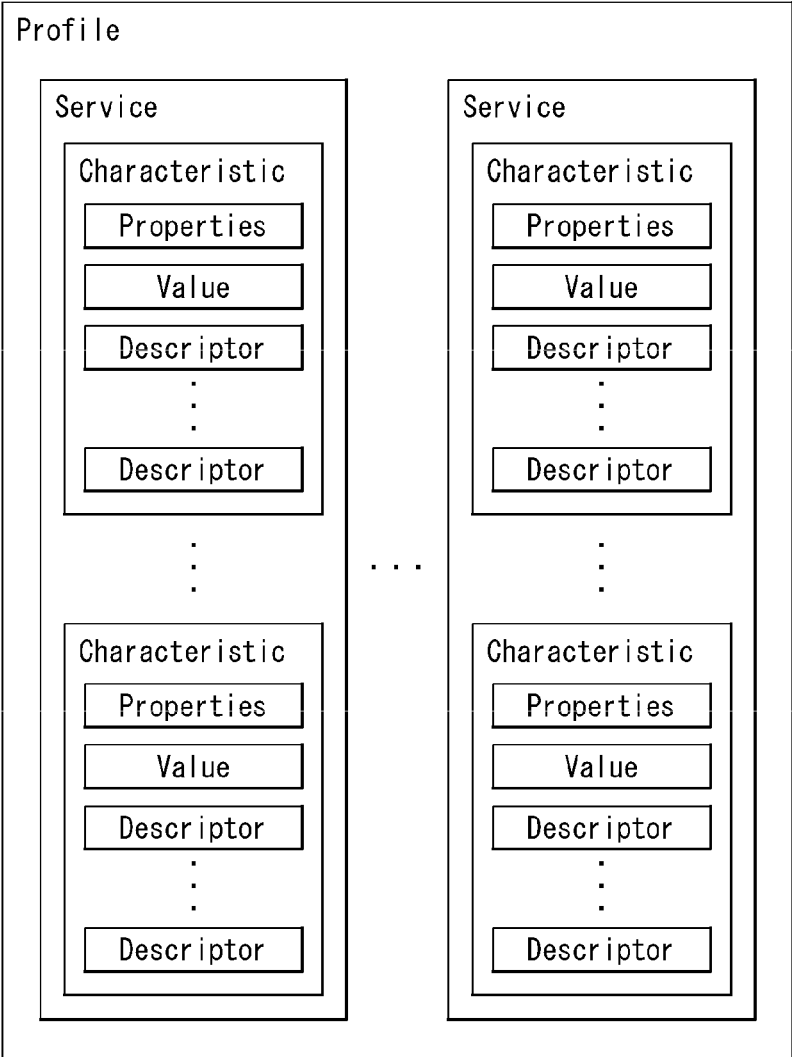 Profile
Service
Characteristic
Properties
Value
Descriptor
Descriptor
Characteristic
Properties
Value
Descriptor
Descriptor
...
Service
Characteristic
Properties
Value
Descriptor
Descriptor
Characteristic
Properties
Value
Descriptor
Descriptor